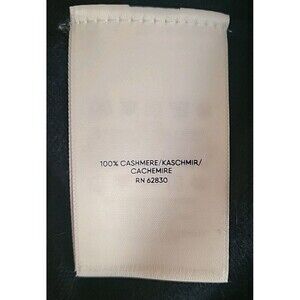 100% CASHMERE/KASCHMIR/
CACHEMIRE
RN 62830